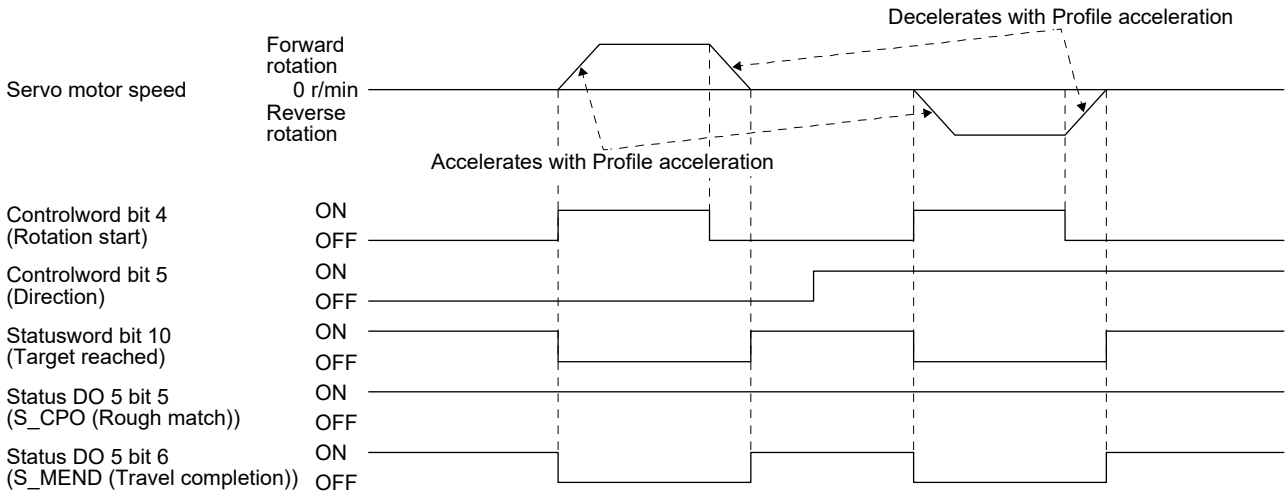 Decelerates with Profile acceleration
Forward
rotation
Servo motor speed 0 r/min
Reverse
rotation
Accelerates with Profile acceleration
Controlword bit 4 ON
(Rotation start) OFF
Controlword bit 5 ON
(Direction) OFF
Statusword bit 10 ON
(Target reached) OFF
Status DO 5 bit 5 ON
(S_CPO (Rough match)) OFF
Status DO 5 bit 6 ON
(S_MEND (Travel completion)) OFF